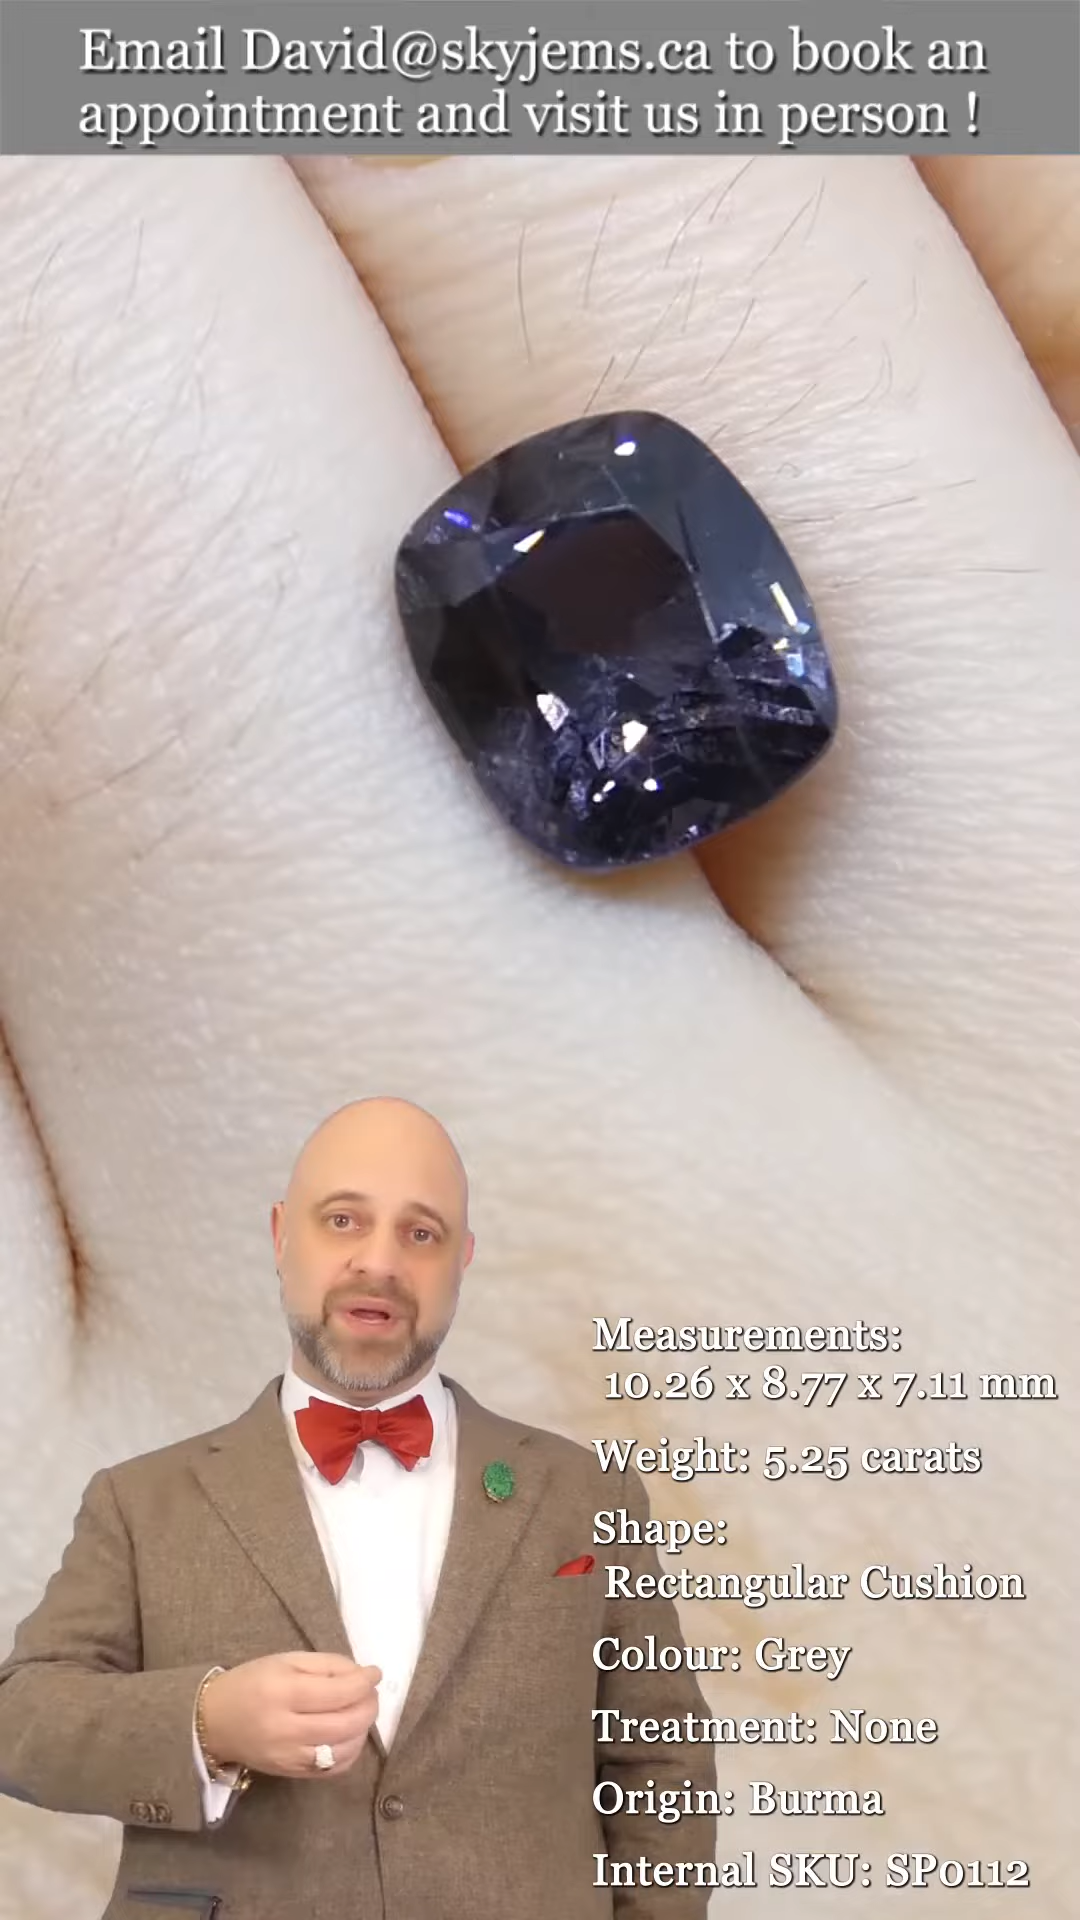 Email David@skyjems.ca to book an
appointment and visit us in person !
Measurements:
10.26 x 8.77 x 7.11 mm
Weight: 5.25 carats
Shape:
Rectangular Cushion
Colour: Grey
Treatment: None
Origin: Burma
Internal SKU: SP0112